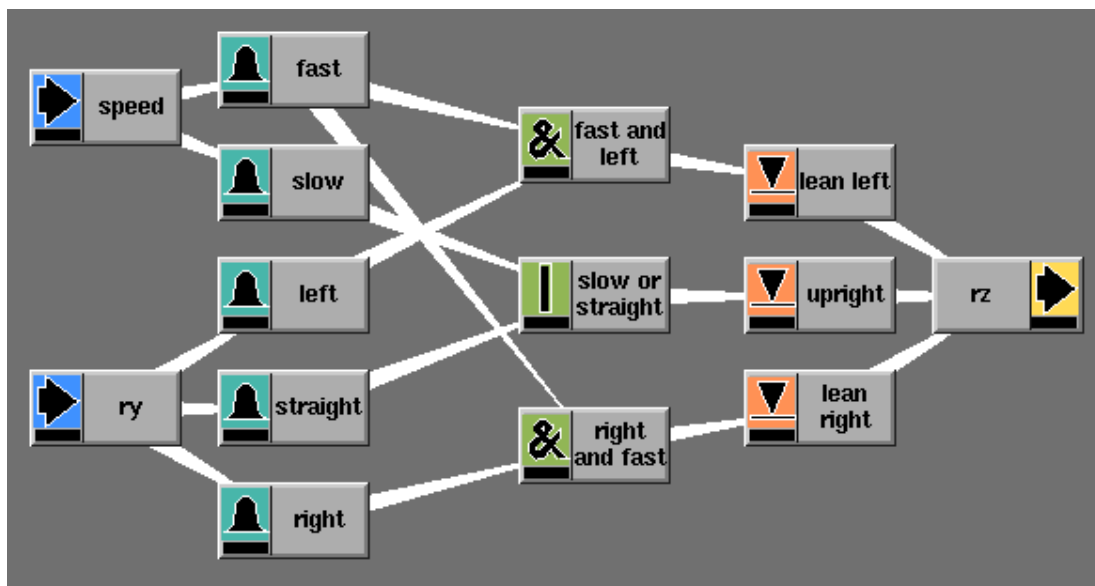 speed
ry
fast
slow
left
straight
right
fast and
left
slow or
straight
right
and fast
lean left
upright
lean
right
rz